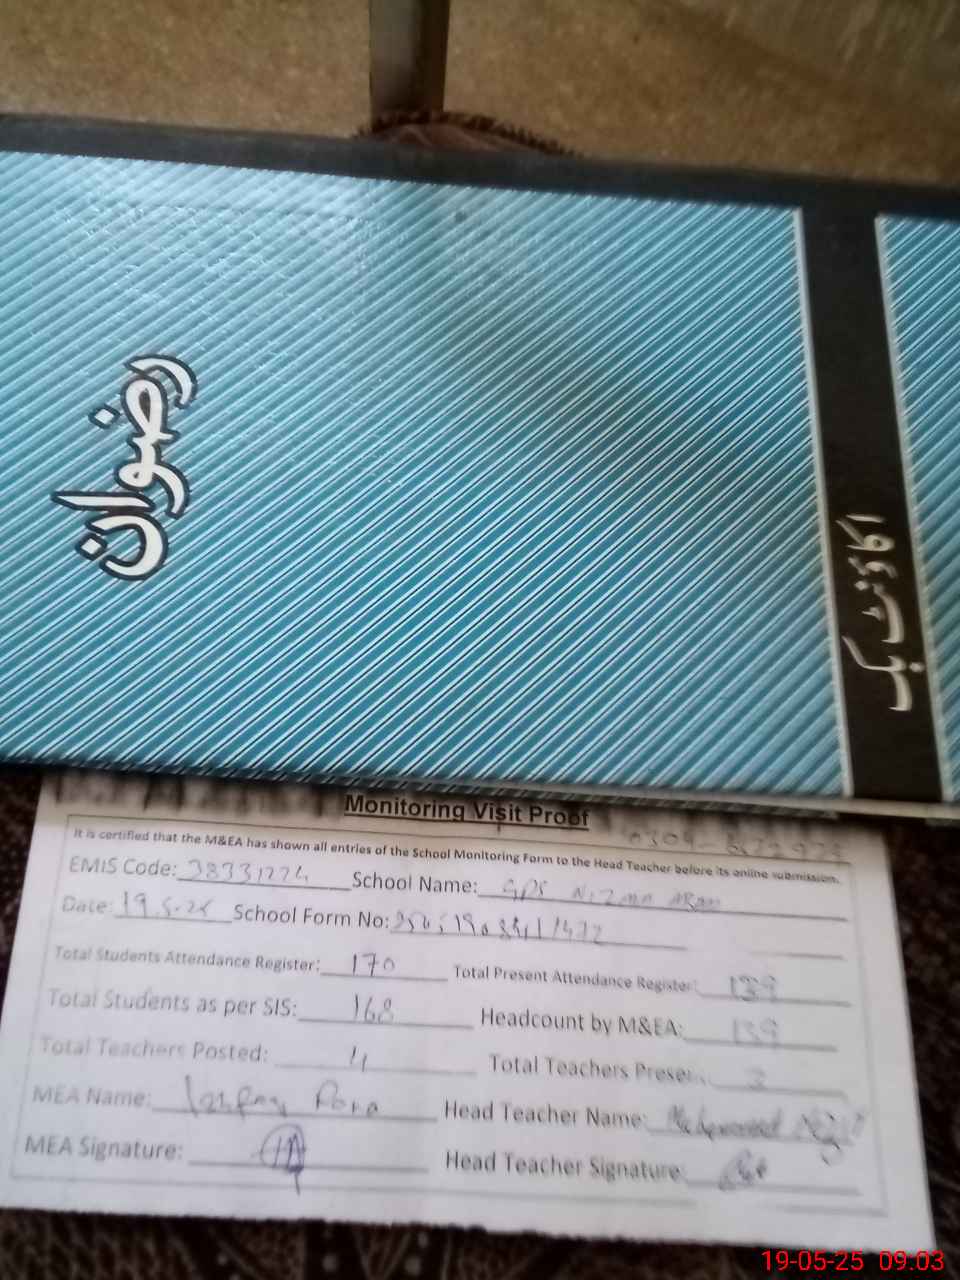 رضوان
اکاؤنٹ بک
Monitoring Visit Proof
It is certified that the M&EA has shown all entries of the School Monitoring Form to the Head Teacher before its online submission.
EMIS Code: 38331224 School Name: GPS
Date: 19.5.25 School Form No:
Total Students Attendance Register: 170 Total Present Attendance Register: 139
Total Students as per SIS: 168 Headcount by M&EA: 139
Total Teachers Posted: 4 Total Teachers Present: 3
MEA Name: Head Teacher Name: Muhammad
MEA Signature: Head Teacher Signature:
19-05-25 09.03